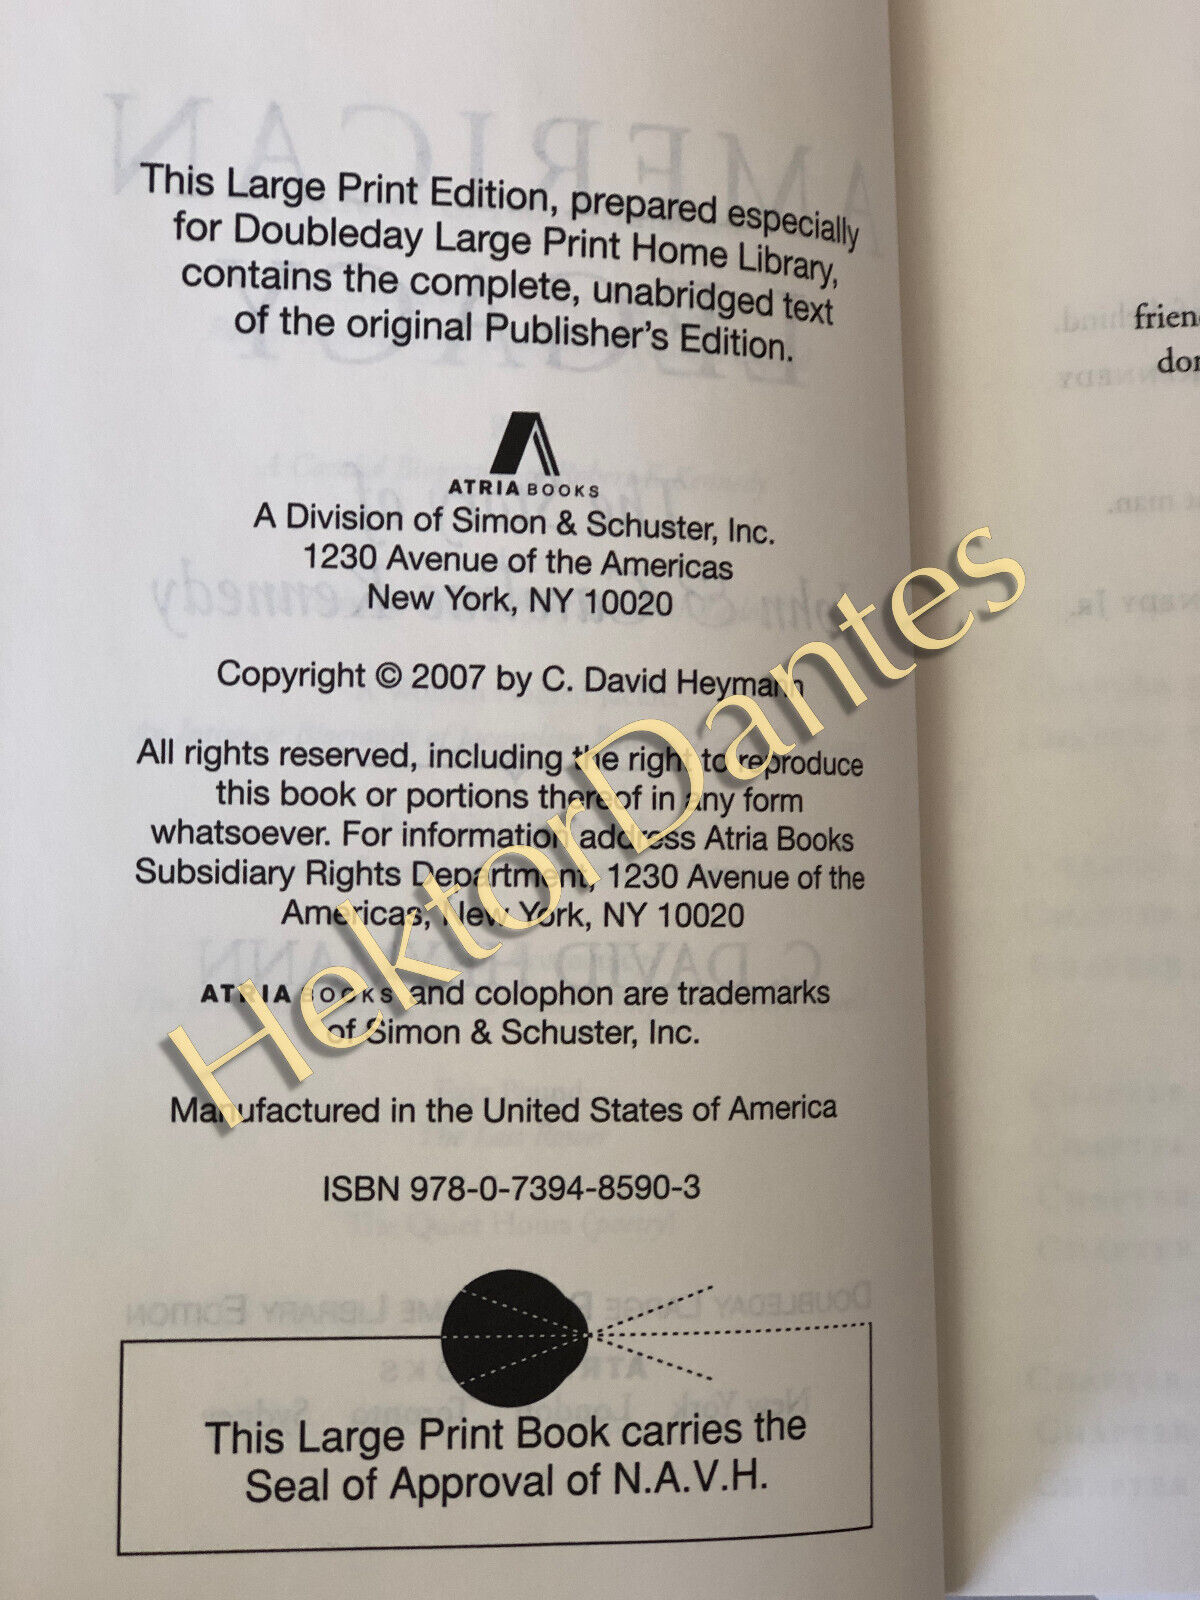 This Large Print Edition, prepared especially
for Doubleday Large Print Home Library,
contains the complete, unabridged text
of the original Publisher's Edition.
ATRIA BOOKS
A Division of Simon & Schuster, Inc.
1230 Avenue of the Americas
New York, NY 10020
Copyright © 2007 by C. David Heymann
All rights reserved, including the right to reproduce
this book or portions thereof in any form
whatsoever. For information address Atria Books
Subsidiary Rights Department, 1230 Avenue of the
Americas, New York, NY 10020
ATRIA BOOKS and colophon are trademarks
of Simon & Schuster, Inc.
Manufactured in the United States of America
ISBN 978-0-7394-8590-3
This Large Print Book carries the
Seal of Approval of N.A.V.H.
HektorDantes